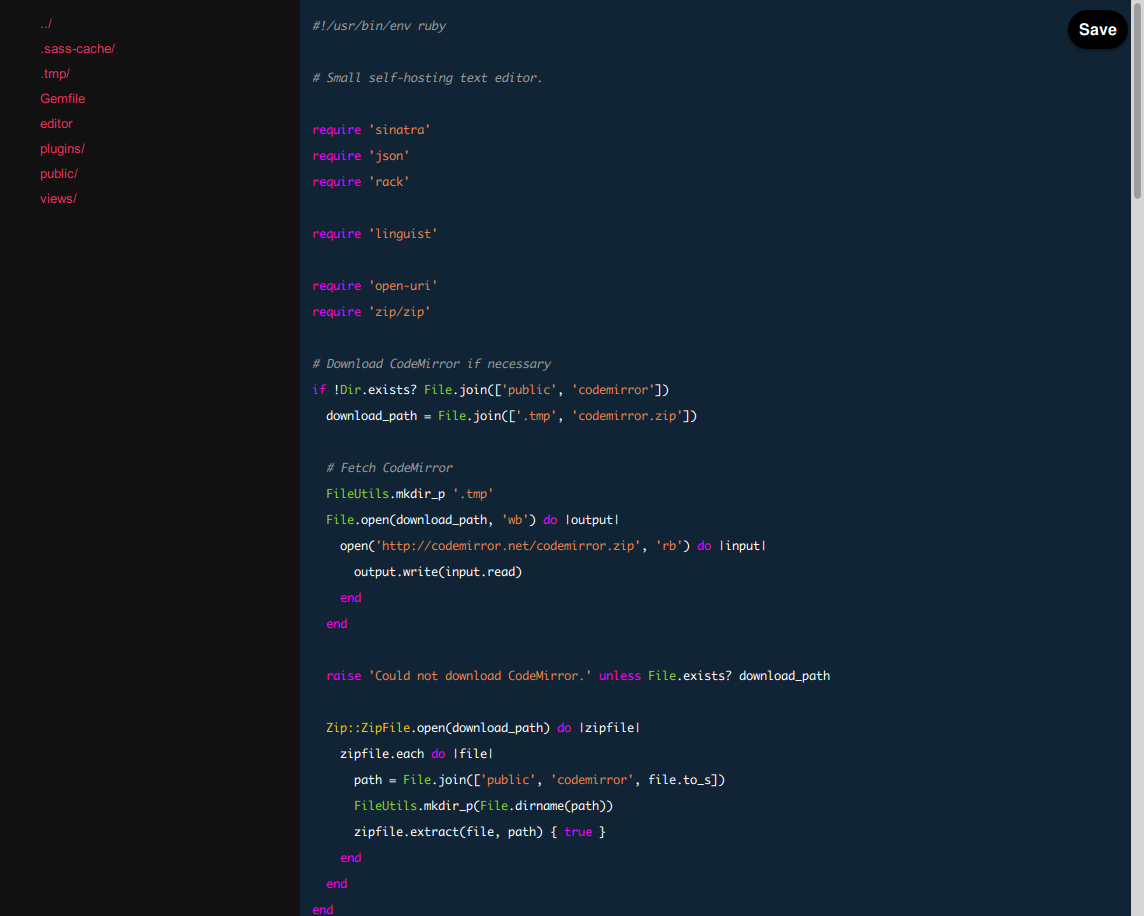 ../
.sass-cache/
.tmp/
Gemfile
editor
plugins/
public/
views/
Save
#!/usr/bin/env ruby
# Small self-hosting text editor.
require 'sinatra'
require 'json'
require 'rack'
require 'linguist'
require 'open-uri'
require 'zip/zip'
# Download CodeMirror if necessary
if !Dir.exists? File.join(['public', 'codemirror'])
  download_path = File.join(['.tmp', 'codemirror.zip'])
  # Fetch CodeMirror
  FileUtils.mkdir_p '.tmp'
  File.open(download_path, 'wb') do |output|
    open('http://codemirror.net/codemirror.zip', 'rb') do |input|
      output.write(input.read)
    end
  end
  raise 'Could not download CodeMirror.' unless File.exists? download_path
  Zip::ZipFile.open(download_path) do |zipfile|
    zipfile.each do |file|
      path = File.join(['public', 'codemirror', file.to_s])
      FileUtils.mkdir_p(File.dirname(path))
      zipfile.extract(file, path) { true }
    end
  end
end